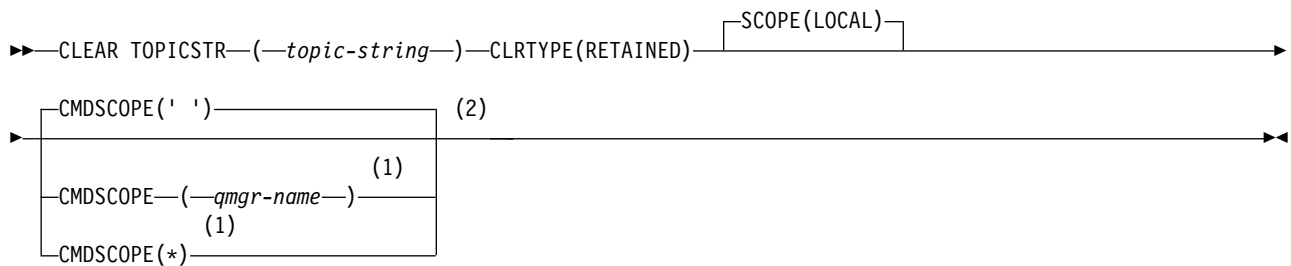 SCOPE(LOCAL)
CLEAR TOPICSTR ( topic-string ) CLRTYPE(RETAINED)
CMDSCOPE(' ') (2)
(1)
CMDSCOPE ( qmgr-name )
(1)
CMDSCOPE(*)